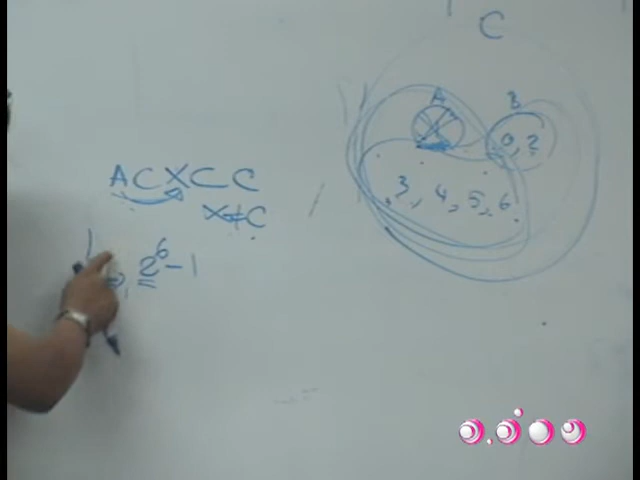 C
A B
0, 2
3, 4, 5, 6
A ⊂ X ⊂ C
X ≠ C
2⁶ - 1